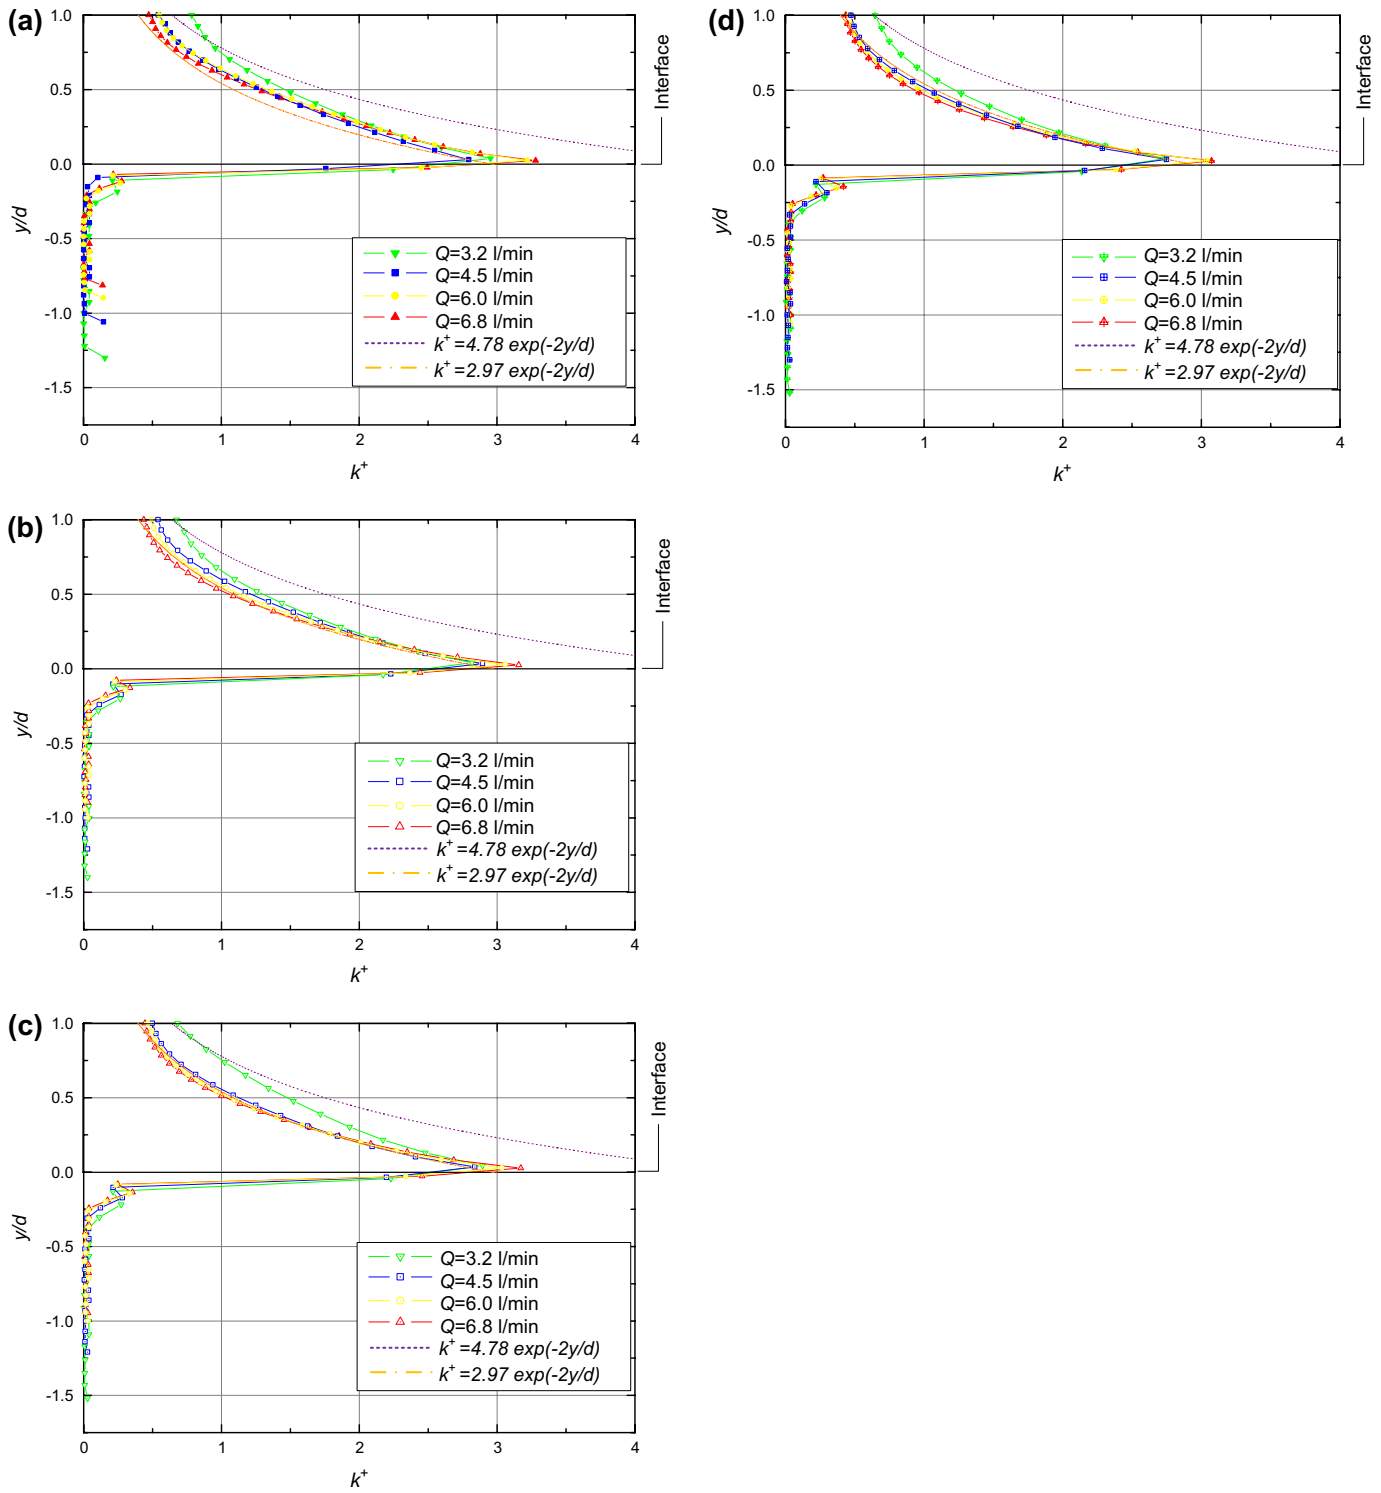 (a)
1.0
0.5
0.0
-0.5
-1.0
-1.5
y/d
0 1 2 3 4
k+
Interface
Q=3.2 l/min
Q=4.5 l/min
Q=6.0 l/min
Q=6.8 l/min
k+=4.78 exp(-2y/d)
k+=2.97 exp(-2y/d)
(d)
1.0
0.5
0.0
-0.5
-1.0
-1.5
y/d
0 1 2 3 4
k+
Interface
Q=3.2 l/min
Q=4.5 l/min
Q=6.0 l/min
Q=6.8 l/min
k+=4.78 exp(-2y/d)
k+=2.97 exp(-2y/d)
(b)
1.0
0.5
0.0
-0.5
-1.0
-1.5
y/d
0 1 2 3 4
k+
Interface
Q=3.2 l/min
Q=4.5 l/min
Q=6.0 l/min
Q=6.8 l/min
k+=4.78 exp(-2y/d)
k+=2.97 exp(-2y/d)
(c)
1.0
0.5
0.0
-0.5
-1.0
-1.5
y/d
0 1 2 3 4
k+
Interface
Q=3.2 l/min
Q=4.5 l/min
Q=6.0 l/min
Q=6.8 l/min
k+=4.78 exp(-2y/d)
k+=2.97 exp(-2y/d)